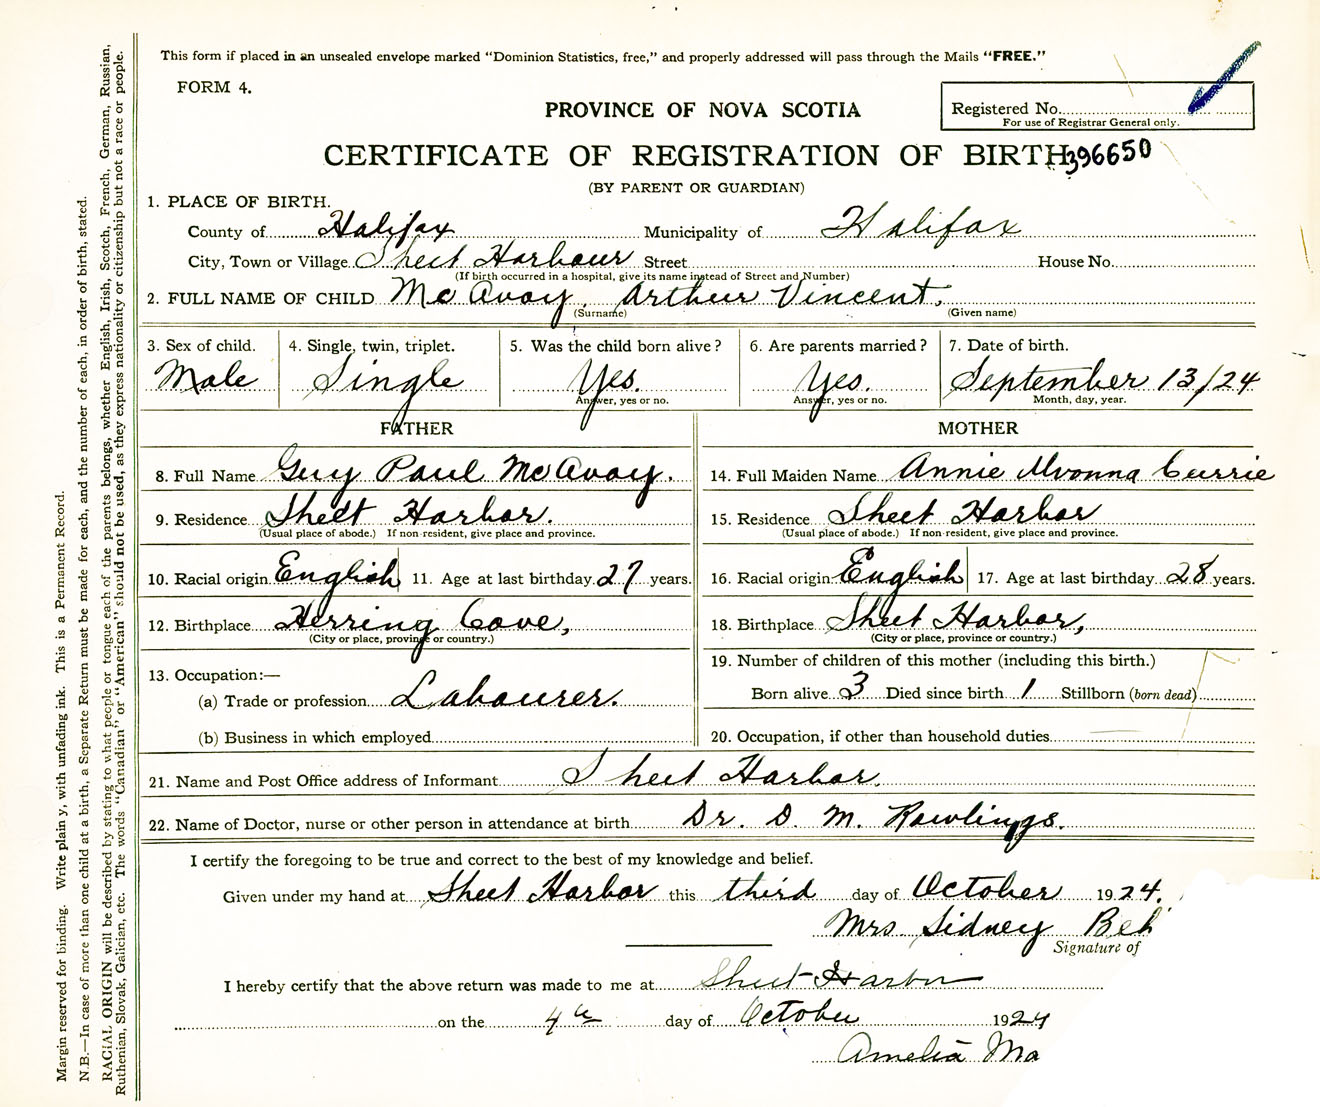 This form if placed in an unsealed envelope marked "Dominion Statistics, free," and properly addressed will pass through the Mails "FREE."
FORM 4.
PROVINCE OF NOVA SCOTIA
Registered No.
For use of Registrar General only.
CERTIFICATE OF REGISTRATION OF BIRTH 396650
(BY PARENT OR GUARDIAN)
1. PLACE OF BIRTH.
County of Halifax Municipality of Halifax
City, Town or Village Sheet Harbour Street House No.
(If birth occurred in a hospital, give its name instead of Street and Number)
2. FULL NAME OF CHILD McAvoy, Arthur Vincent.
(Surname) (Given name)
3. Sex of child. 4. Single, twin, triplet. 5. Was the child born alive? 6. Are parents married? 7. Date of birth.
Male Single Yes. Yes. September 13/24
Answer, yes or no. Answer, yes or no. Month, day, year.
FATHER MOTHER
8. Full Name Guy Paul McAvoy. 14. Full Maiden Name Annie Currie
9. Residence Sheet Harbor. 15. Residence Sheet Harbor
(Usual place of abode.) If non-resident, give place and province. (Usual place of abode.) If non-resident, give place and province.
10. Racial origin English 11. Age at last birthday 27 years. 16. Racial origin English 17. Age at last birthday 28 years.
12. Birthplace Herring Cove, 18. Birthplace Sheet Harbor,
(City or place, province or country.) (City or place, province or country.)
13. Occupation:— 19. Number of children of this mother (including this birth.)
(a) Trade or profession Labourer. Born alive 3 Died since birth 1 Stillborn (born dead)
(b) Business in which employed 20. Occupation, if other than household duties
21. Name and Post Office address of Informant Sheet Harbor.
22. Name of Doctor, nurse or other person in attendance at birth Dr. D. M. Rawlings.
I certify the foregoing to be true and correct to the best of my knowledge and belief.
Given under my hand at Sheet Harbor this third day of October 1924.
Mrs. Sidney
Signature of
I hereby certify that the above return was made to me at Sheet Harbor
on the 4th day of October 1924
Amelia
Margin reserved for binding. Write plain y, with unfading ink. This is a Permanent Record.
N.B.—In case of more than one child at a birth, a Separate Return must be made for each, and the number of each, in order of birth, stated.
RACIAL ORIGIN will be described by stating to what people or tongue each of the parents belongs, whether English, Irish, Scotch, French, German, Russian,
Ruthenian, Slovak, Galician, etc. The words "Canadian" or "American" should not be used, as they express nationality or citizenship but not a race or people.